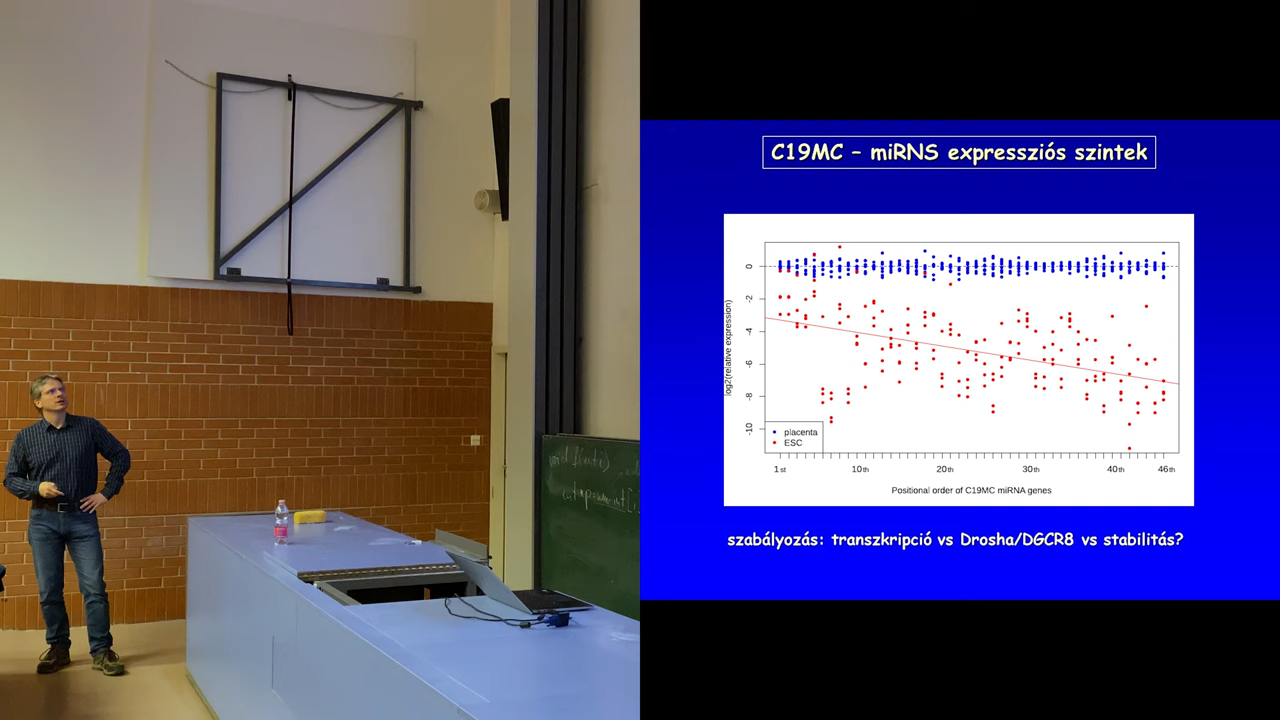 C19MC – miRNS expressziós szintek
log2(relative expression)
0
-2
-4
-6
-8
-10
placenta
ESC
1st 10th 20th 30th 40th 46th
Positional order of C19MC miRNA genes
szabályozás: transzkripció vs Drosha/DGCR8 vs stabilitás?